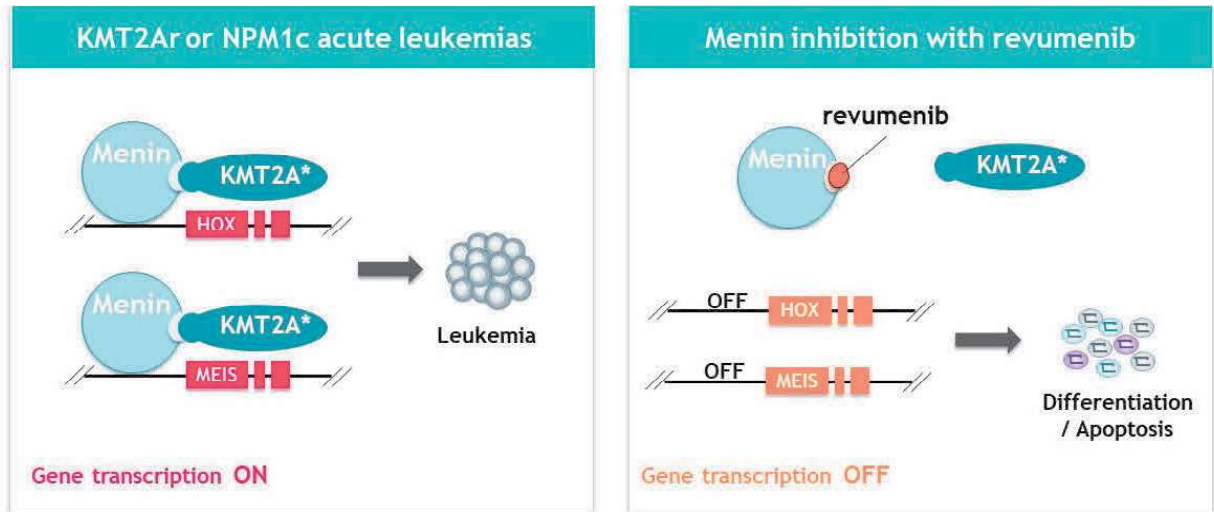 KMT2Ar or NPM1c acute leukemias
Menin
KMT2A*
HOX
Menin
KMT2A*
MEIS
Leukemia
Gene transcription ON
Menin inhibition with revumenib
revumenib
Menin
KMT2A*
OFF
HOX
OFF
MEIS
Differentiation
/ Apoptosis
Gene transcription OFF